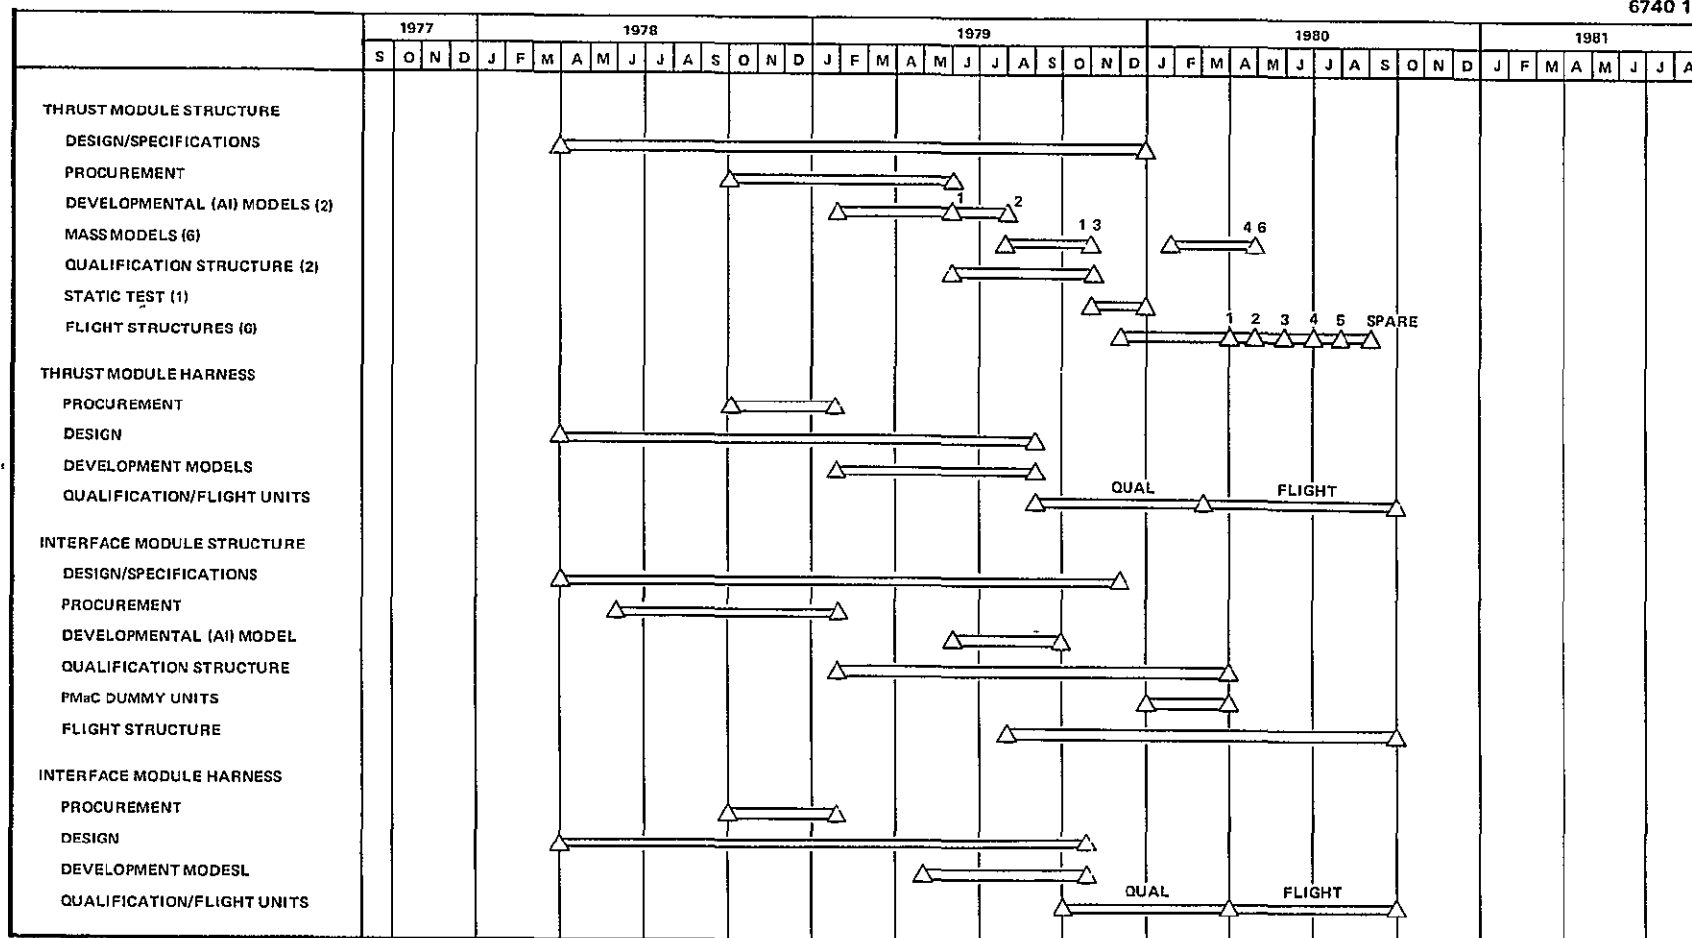 6740 1
1977 1978 1979 1980 1981
S O N D J F M A M J J A S O N D J F M A M J J A S O N D J F M A M J J A S O N D J F M A M J J A
THRUST MODULE STRUCTURE
DESIGN/SPECIFICATIONS
PROCUREMENT
DEVELOPMENTAL (AI) MODELS (2) 1 2
MASS MODELS (6) 1 3 4 6
QUALIFICATION STRUCTURE (2)
STATIC TEST (1)
FLIGHT STRUCTURES (6) 1 2 3 4 5 SPARE
THRUST MODULE HARNESS
PROCUREMENT
DESIGN
DEVELOPMENT MODELS
QUALIFICATION/FLIGHT UNITS QUAL FLIGHT
INTERFACE MODULE STRUCTURE
DESIGN/SPECIFICATIONS
PROCUREMENT
DEVELOPMENTAL (AI) MODEL
QUALIFICATION STRUCTURE
PMaC DUMMY UNITS
FLIGHT STRUCTURE
INTERFACE MODULE HARNESS
PROCUREMENT
DESIGN
DEVELOPMENT MODESL
QUALIFICATION/FLIGHT UNITS QUAL FLIGHT